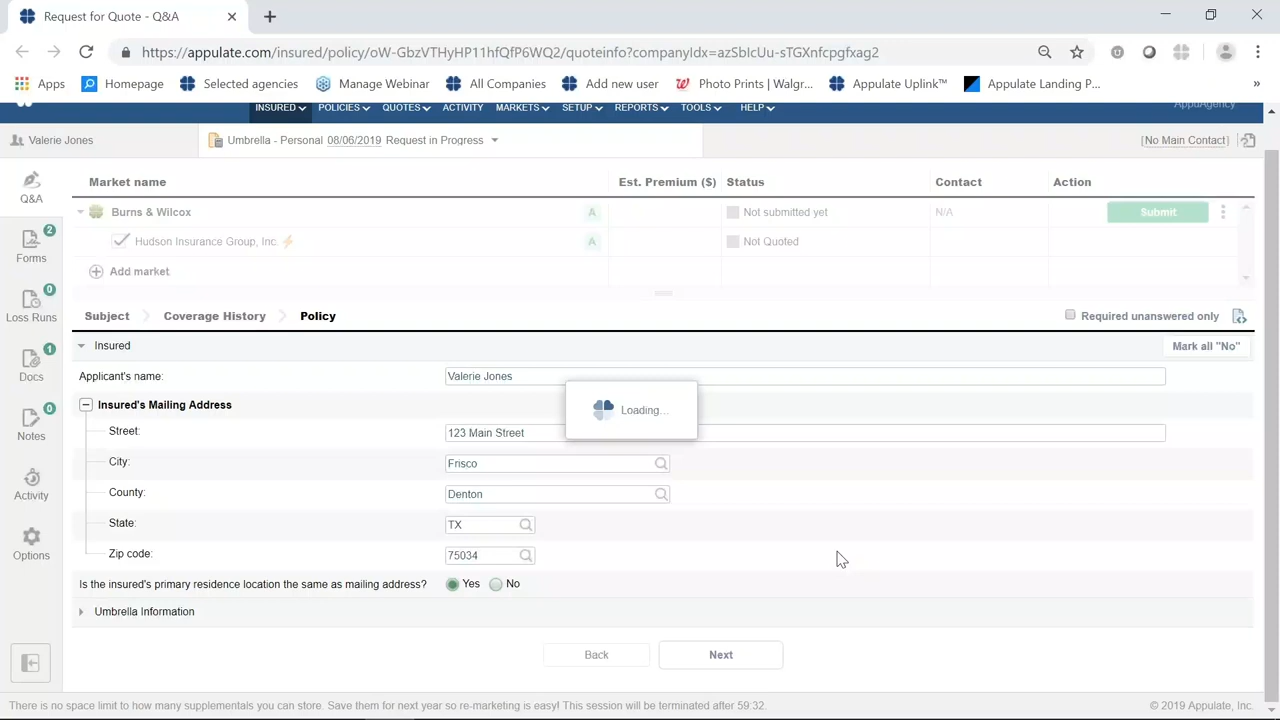 Request for Quote - Q&A
https://appulate.com/insured/policy/oW-GbzVTHyHP11hfQfP6WQ2/quoteinfo?companyIdx=azSblcUu-sTGXnfcpgfxag2
Apps Homepage Selected agencies Manage Webinar All Companies Add new user Photo Prints | Walgr... Appulate Uplink™ Appulate Landing P... »
INSURED POLICIES QUOTES ACTIVITY MARKETS SETUP REPORTS TOOLS HELP AppuAgency
Valerie Jones Umbrella - Personal 08/06/2019 Request in Progress [No Main Contact]
Q&A
Forms 2
Loss Runs 0
Docs 1
Notes 0
Activity
Options
Market name Est. Premium ($) Status Contact Action
Burns & Wilcox A Not submitted yet N/A Submit
Hudson Insurance Group, Inc. A Not Quoted
Add market
Subject Coverage History Policy Required unanswered only
Insured Mark all "No"
Applicant's name: Valerie Jones
Insured's Mailing Address
Loading...
Street: 123 Main Street
City: Frisco
County: Denton
State: TX
Zip code: 75034
Is the insured's primary residence location the same as mailing address? Yes No
Umbrella Information
Back Next
There is no space limit to how many supplementals you can store. Save them for next year so re-marketing is easy! This session will be terminated after 59:32. © 2019 Appulate, Inc.